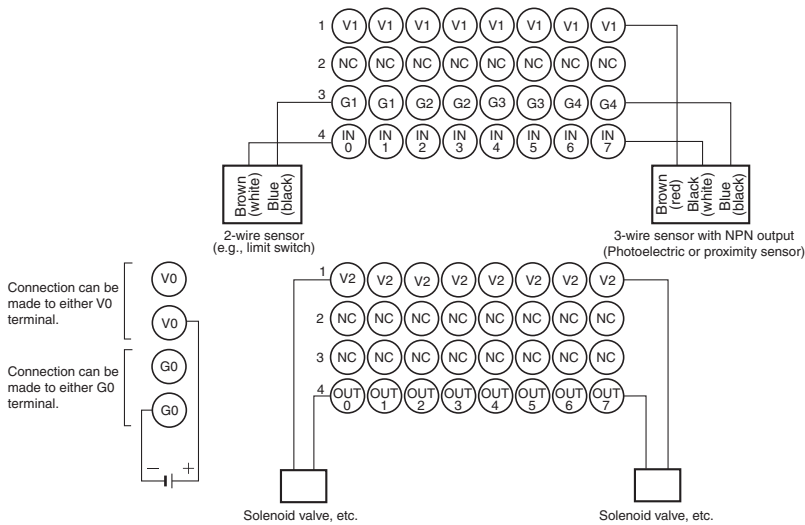 1 V1 V1 V1 V1 V1 V1 V1 V1
2 NC NC NC NC NC NC NC NC
3 G1 G1 G2 G2 G3 G3 G4 G4
4 IN 0 IN 1 IN 2 IN 3 IN 4 IN 5 IN 6 IN 7
Brown
(white)
Blue
(black)
2-wire sensor
(e.g., limit switch)
Brown
(red)
Black
(white)
Blue
(black)
3-wire sensor with NPN output
(Photoelectric or proximity sensor)
Connection can be
made to either V0
terminal.
V0
V0
Connection can be
made to either G0
terminal.
G0
G0
− +
1 V2 V2 V2 V2 V2 V2 V2 V2
2 NC NC NC NC NC NC NC NC
3 NC NC NC NC NC NC NC NC
4 OUT 0 OUT 1 OUT 2 OUT 3 OUT 4 OUT 5 OUT 6 OUT 7
Solenoid valve, etc.
Solenoid valve, etc.